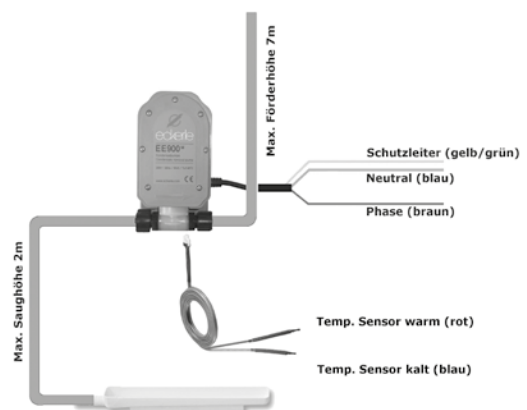 Max. Förderhöhe 7m
eckerle
EE900
CE
Schutzleiter (gelb/grün)
Neutral (blau)
Phase (braun)
Max. Saughöhe 2m
Temp. Sensor warm (rot)
Temp. Sensor kalt (blau)